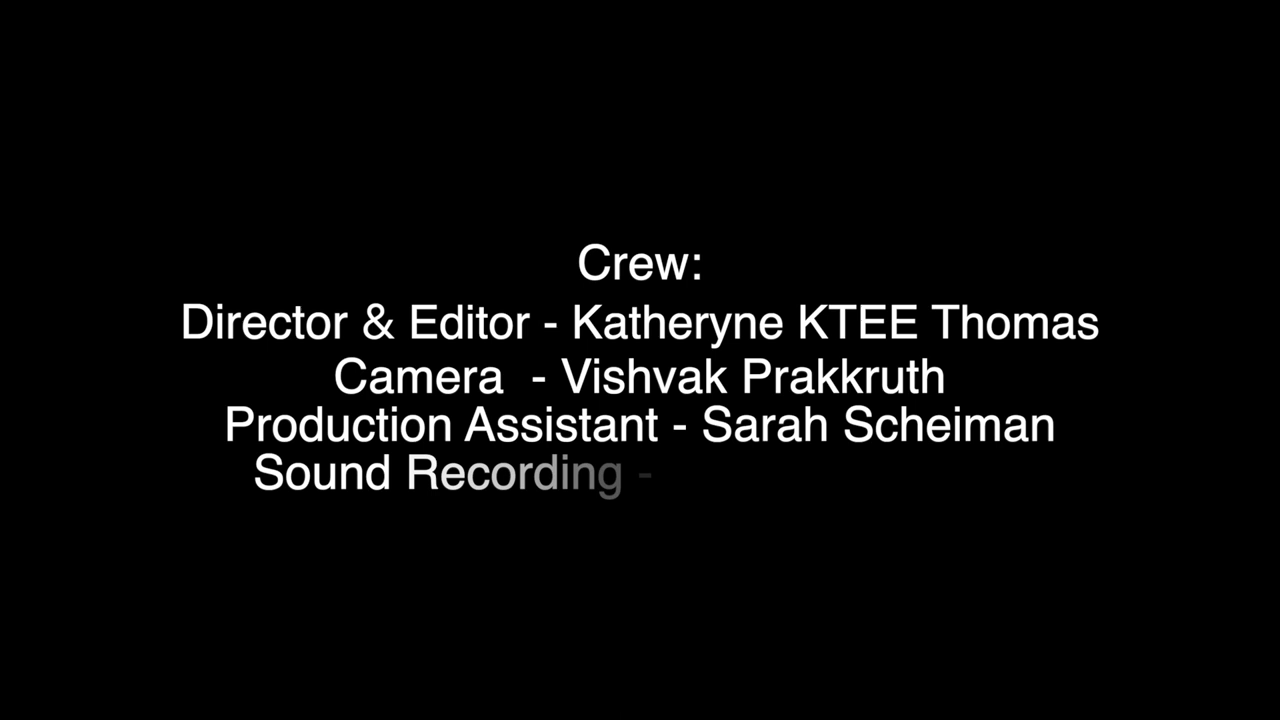 Crew:
Director & Editor - Katheryne KTEE Thomas
Camera  - Vishvak Prakkruth
Production Assistant - Sarah Scheiman
Sound Recording -